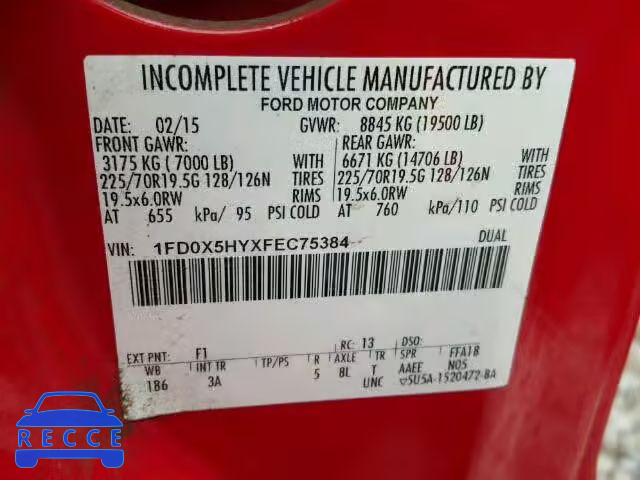 INCOMPLETE VEHICLE MANUFACTURED BY
FORD MOTOR COMPANY
DATE: 02/15 GVWR: 8845 KG (19500 LB)
FRONT GAWR: REAR GAWR:
3175 KG ( 7000 LB) WITH 6671 KG (14706 LB) WITH
225/70R19.5G 128/126N TIRES 225/70R19.5G 128/126N TIRES
19.5x6.0RW RIMS 19.5x6.0RW RIMS
AT 655 kPa/ 95 PSI COLD AT 760 kPa/110 PSI COLD
VIN: 1FD0X5HYXFEC75384 DUAL
EXT PNT: F1 RC: 13 DSO:
WB INT TR TP/PS R AXLE TR SPR FFA18
186 3A 5 8L T AAEE N05
UNC ▽5U5A-1520472-BA
RECCE